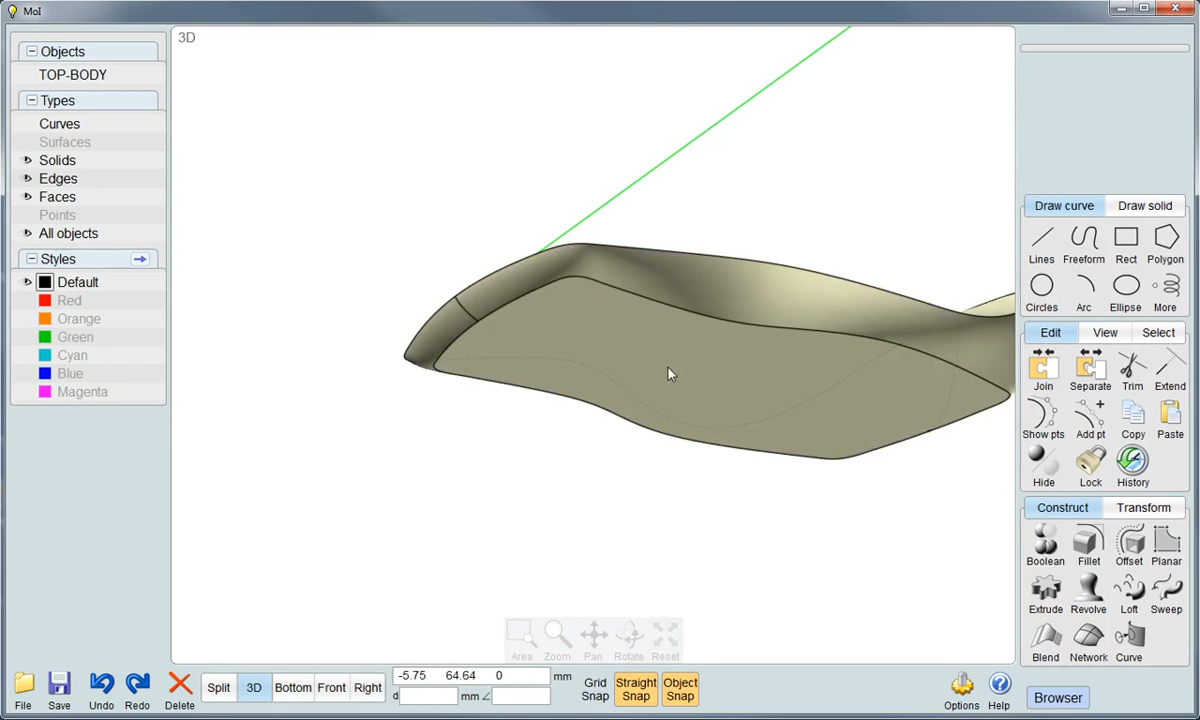 MoI
Objects
TOP-BODY
Types
Curves
Surfaces
Solids
Edges
Faces
Points
All objects
Styles
Default
Red
Orange
Green
Cyan
Blue
Magenta
3D
Area Zoom Pan Rotate Reset
Draw curve Draw solid
Lines Freeform Rect Polygon
Circles Arc Ellipse More
Edit View Select
Join Separate Trim Extend
Show pts Add pt Copy Paste
Hide Lock History
Construct Transform
Boolean Fillet Offset Planar
Extrude Revolve Loft Sweep
Blend Network Curve
File Save Undo Redo Delete
Split 3D Bottom Front Right
-5.75 64.64 0 mm
d mm ∠
Grid Snap Straight Snap Object Snap
Options Help
Browser